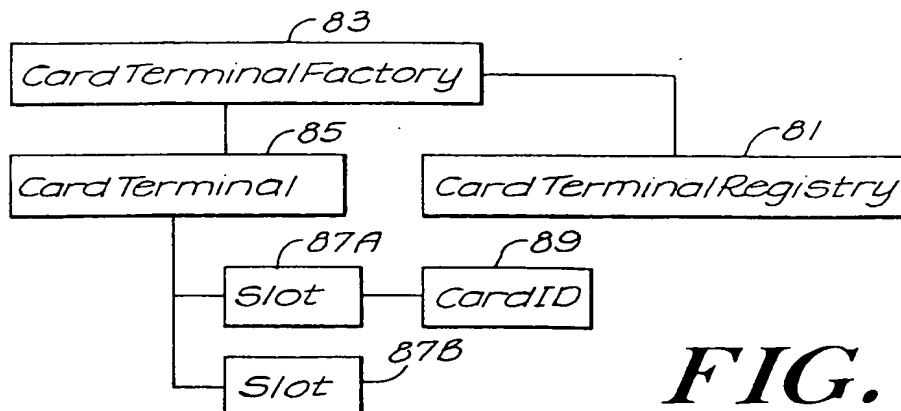 83
CardTerminalFactory
85
81
CardTerminal
CardTerminalRegistry
87A
89
Slot
CardID
87B
Slot
FIG.